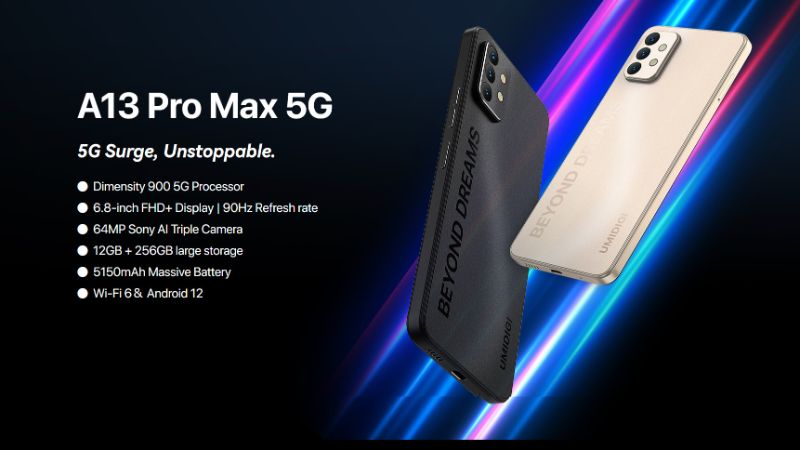 A13 Pro Max 5G
5G Surge, Unstoppable.
Dimensity 900 5G Processor
6.8-inch FHD+ Display | 90Hz Refresh rate
64MP Sony AI Triple Camera
12GB + 256GB large storage
5150mAh Massive Battery
Wi-Fi 6 & Android 12
BEYOND DREAMS
UMIDIGI
BEYOND DREAMS
UMIDIGI